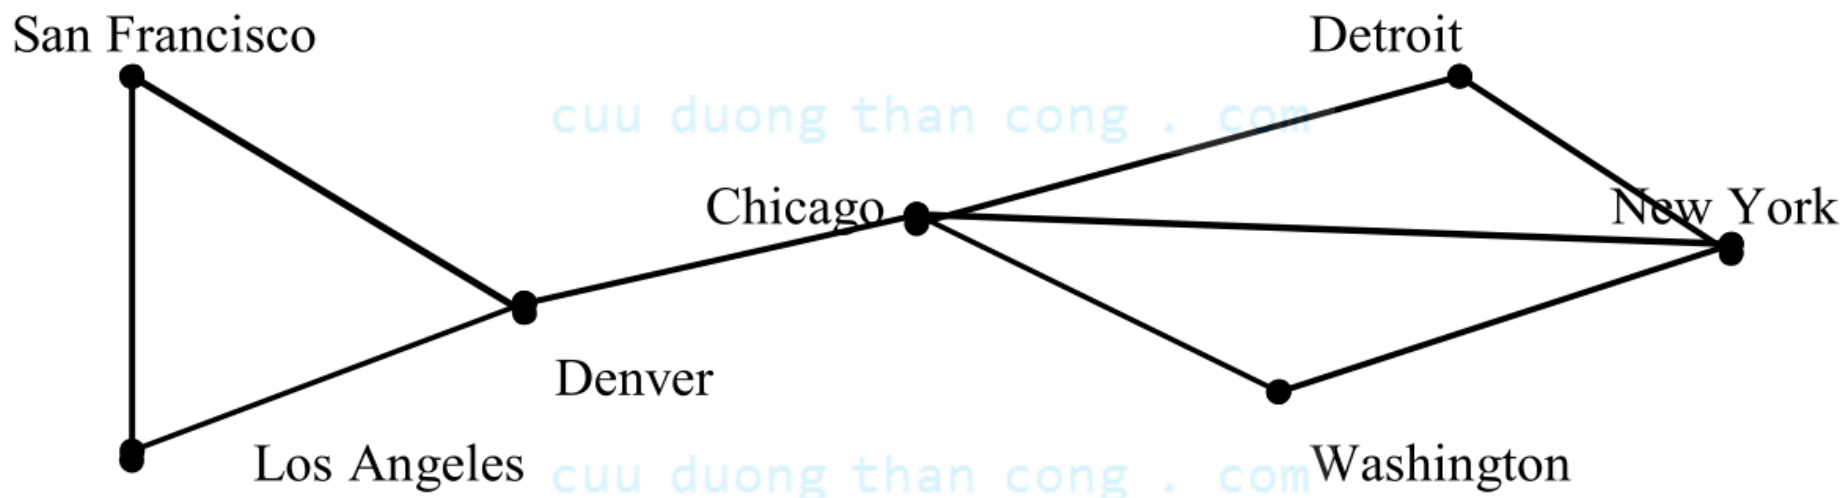 San Francisco
Detroit
cuu duong than cong . com
Chicago
New York
Denver
Los Angeles
Washington
cuu duong than cong . com